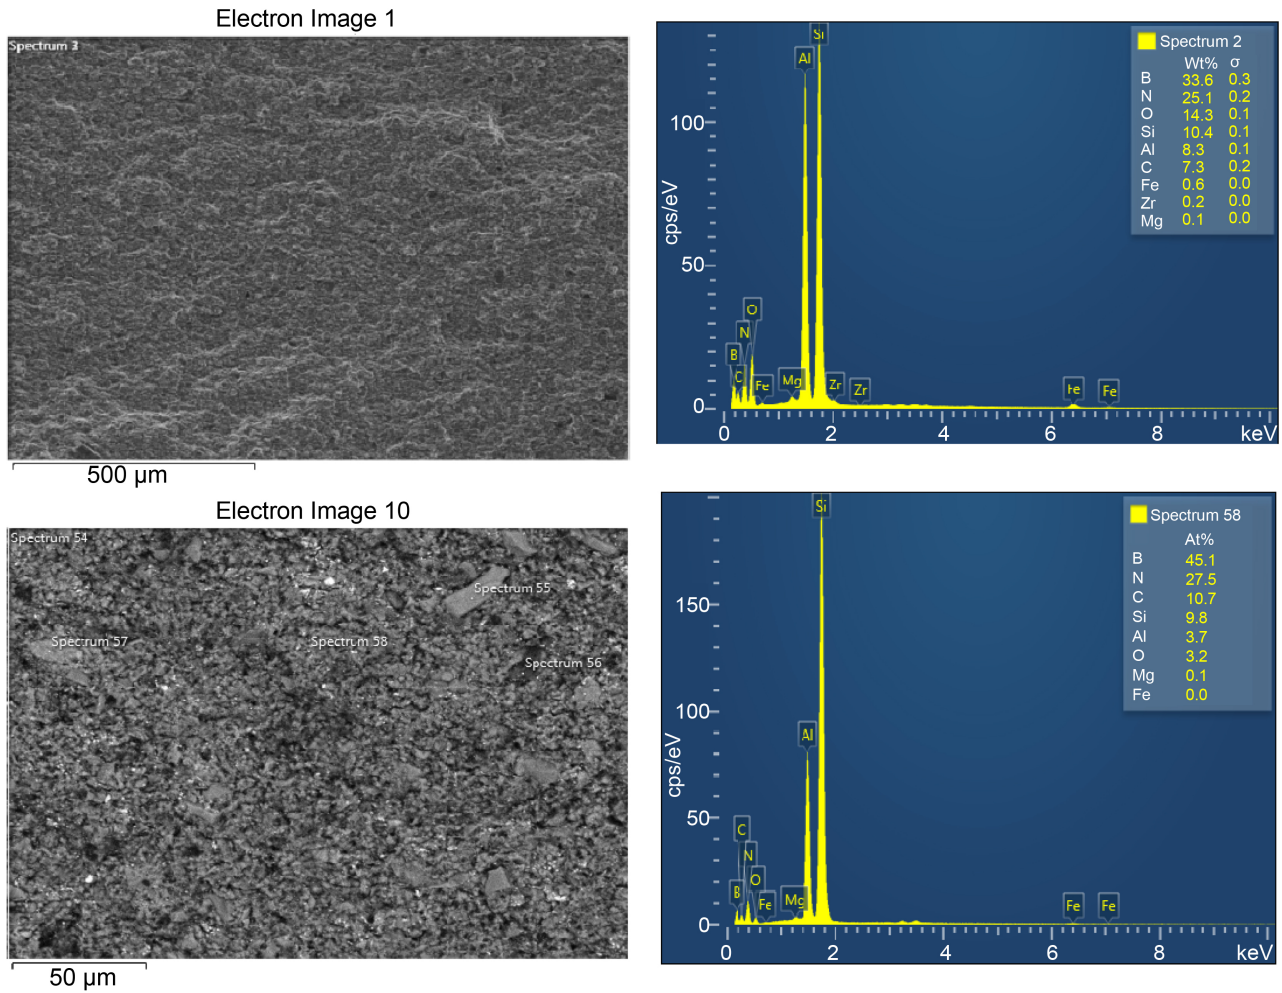 Electron Image 1
Spectrum 3
500 µm
Si
Al
O
N
B
C
Fe
Mg
Zr
Zr
Fe
Fe
100
50
0
cps/eV
0 2 4 6 8 keV
Spectrum 2
Wt% σ
B 33.6 0.3
N 25.1 0.2
O 14.3 0.1
Si 10.4 0.1
Al 8.3 0.1
C 7.3 0.2
Fe 0.6 0.0
Zr 0.2 0.0
Mg 0.1 0.0
Electron Image 10
Spectrum 54
Spectrum 55
Spectrum 57
Spectrum 58
Spectrum 56
50 µm
Si
Al
C
N
O
B
Fe
Mg
Fe
Fe
150
100
50
0
cps/eV
0 2 4 6 8 keV
Spectrum 58
At%
B 45.1
N 27.5
C 10.7
Si 9.8
Al 3.7
O 3.2
Mg 0.1
Fe 0.0